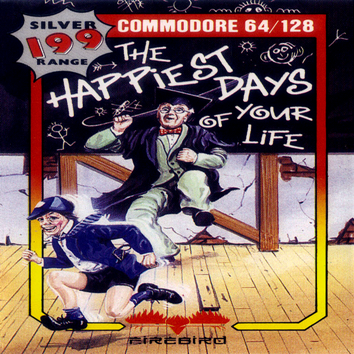 SILVER
199
RANGE
COMMODORE 64/128
THE
HAPPIEST
DAYS
OF YOUR
LIFE
FIREBIRD